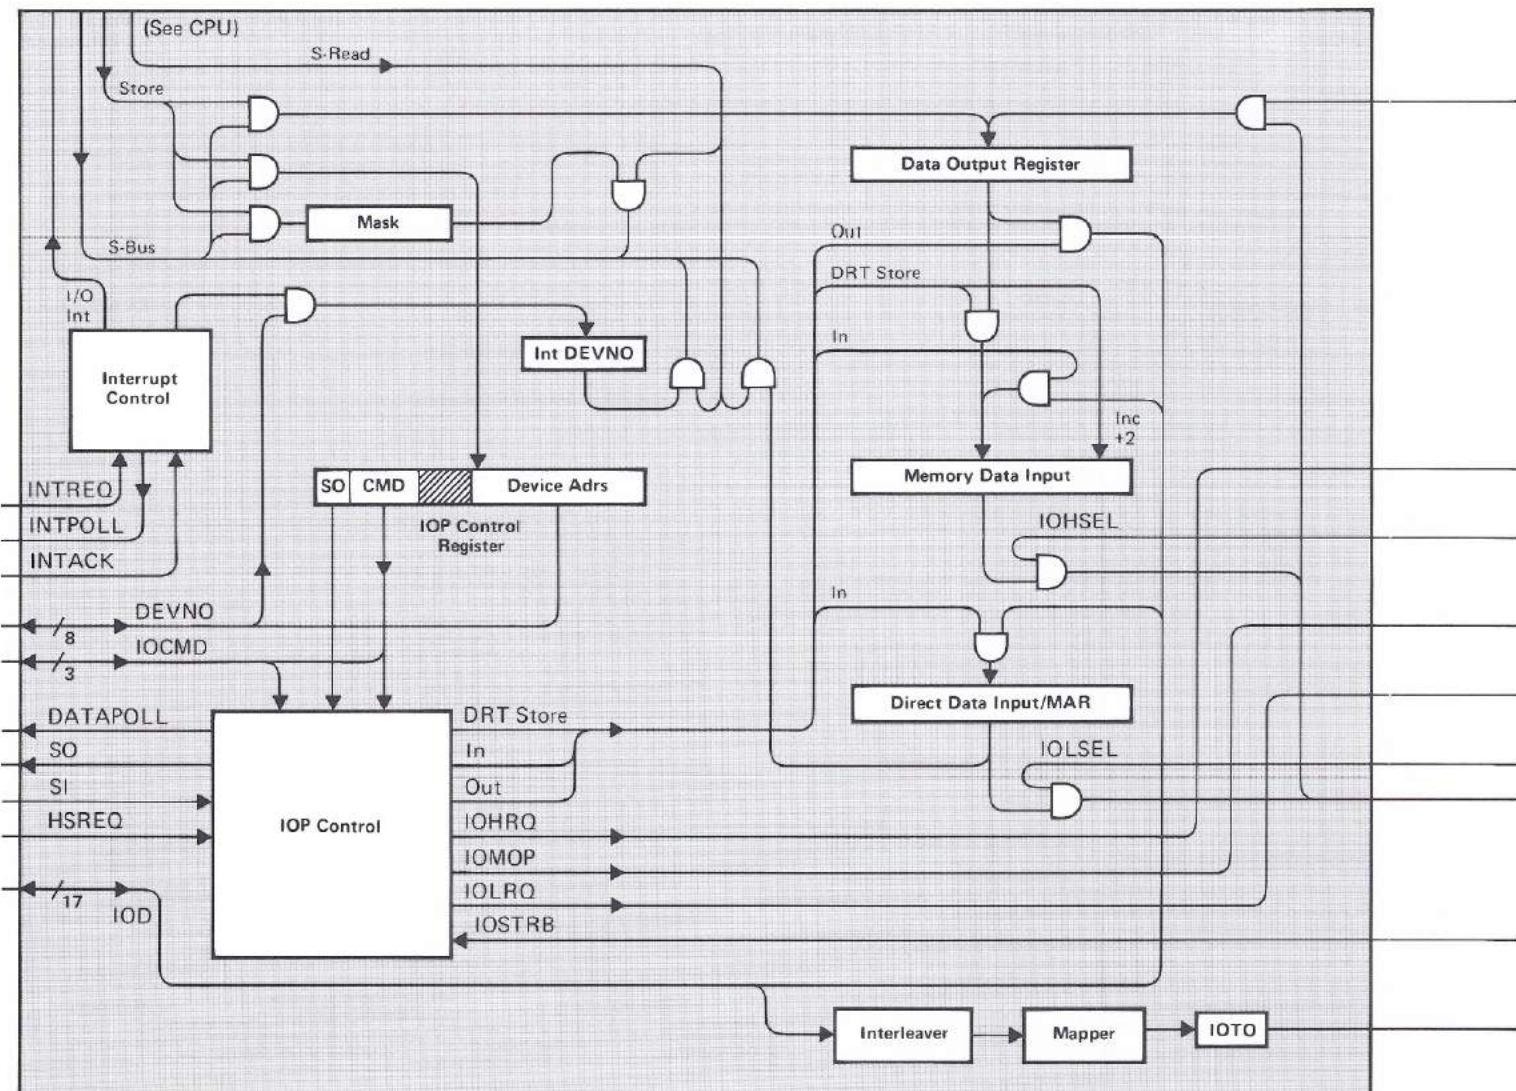 (See CPU)
S-Read
Store
Data Output Register
Mask
S-Bus
Out
DRT Store
I/O
Int
In
Int DEVNO
Interrupt
Control
Inc
+2
SO CMD Device Adrs
Memory Data Input
INTREQ
IOP Control
Register
IOHSEL
INTPOLL
INTACK
DEVNO
8
In
IOCMD
3
Direct Data Input/MAR
DATAPOLL
DRT Store
SO
In
IOLSEL
SI
Out
HSREQ
IOP Control
IOHRQ
IOMOP
17
IOD
IOLRQ
IOSTRB
Interleaver
Mapper
IOTO